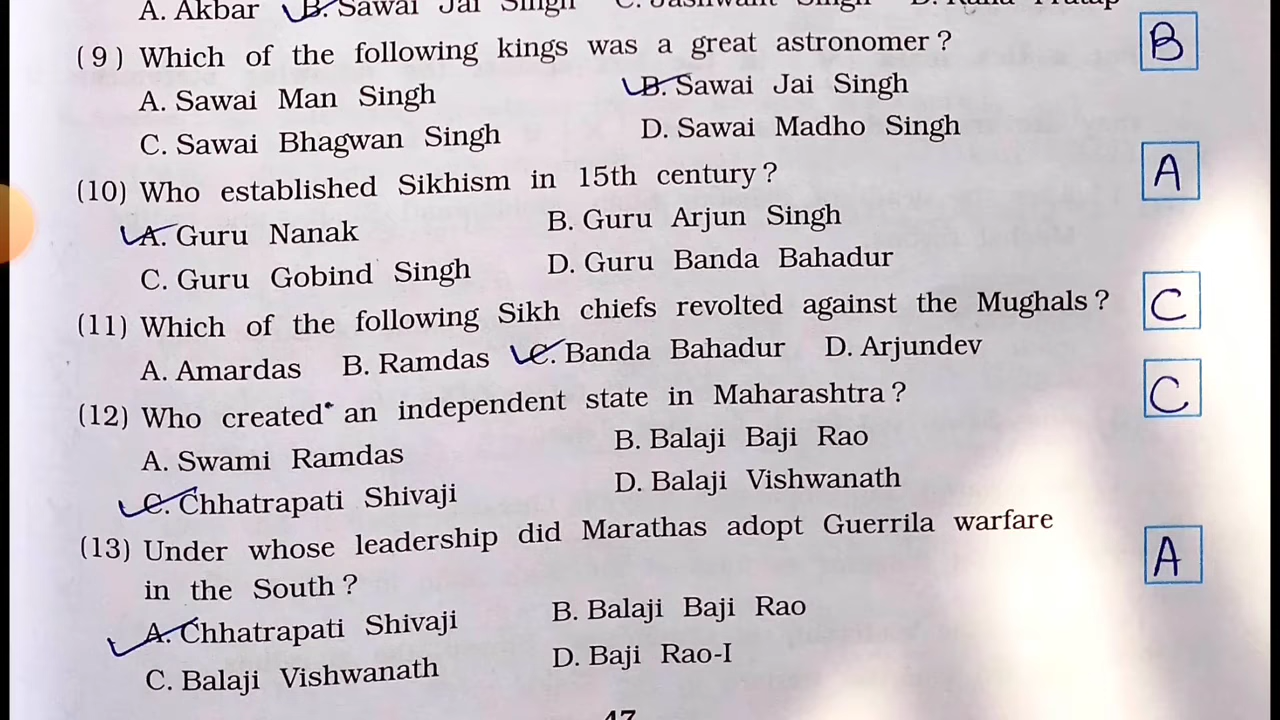 A. Akbar B. Sawai Jai Singh C. Jashwant Singh D. Rana Pratap
(9) Which of the following kings was a great astronomer? B
A. Sawai Man Singh B. Sawai Jai Singh
C. Sawai Bhagwan Singh D. Sawai Madho Singh
(10) Who established Sikhism in 15th century? A
A. Guru Nanak B. Guru Arjun Singh
C. Guru Gobind Singh D. Guru Banda Bahadur
(11) Which of the following Sikh chiefs revolted against the Mughals? C
A. Amardas B. Ramdas C. Banda Bahadur D. Arjundev
(12) Who created an independent state in Maharashtra? C
A. Swami Ramdas B. Balaji Baji Rao
C. Chhatrapati Shivaji D. Balaji Vishwanath
(13) Under whose leadership did Marathas adopt Guerrila warfare
in the South? A
A. Chhatrapati Shivaji B. Balaji Baji Rao
C. Balaji Vishwanath D. Baji Rao-I
47